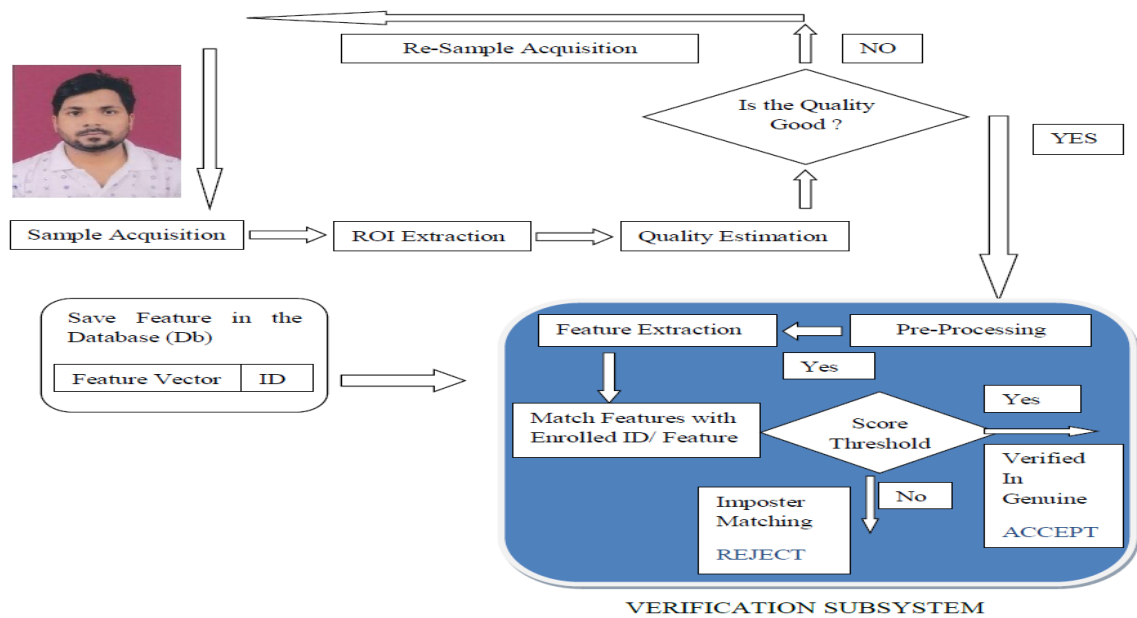 Re-Sample Acquisition
NO
Is the Quality
Good ?
YES
Sample Acquisition
ROI Extraction
Quality Estimation
Save Feature in the
Database (Db)
Feature Vector
ID
Feature Extraction
Pre-Processing
Yes
Match Features with
Enrolled ID/ Feature
Score
Threshold
Yes
Verified
In
Genuine
ACCEPT
No
Imposter
Matching
REJECT
VERIFICATION SUBSYSTEM